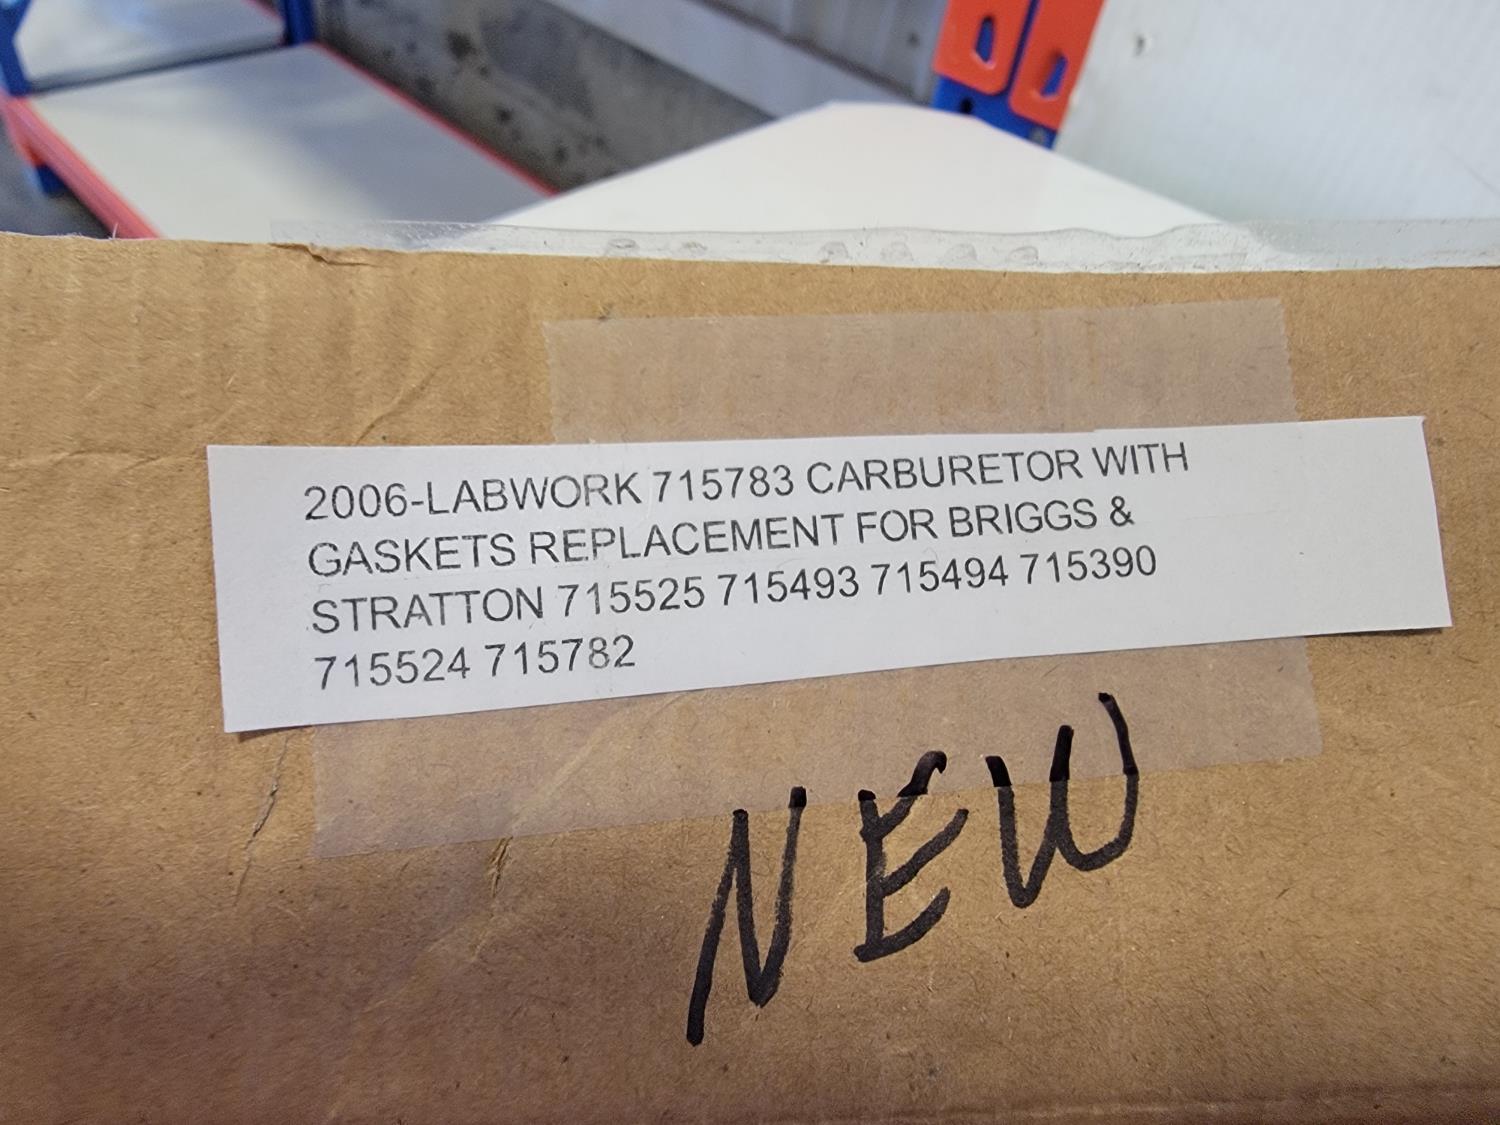 2006-LABWORK 715783 CARBURETOR WITH
GASKETS REPLACEMENT FOR BRIGGS &
STRATTON 715525 715493 715494 715390
715524 715782
NEW